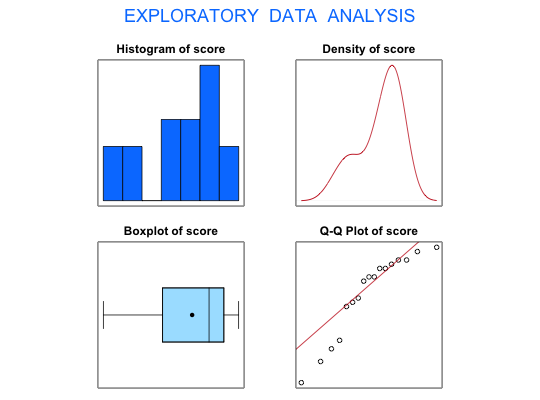 EXPLORATORY DATA ANALYSIS
Histogram of score
Density of score
Boxplot of score
Q-Q Plot of score